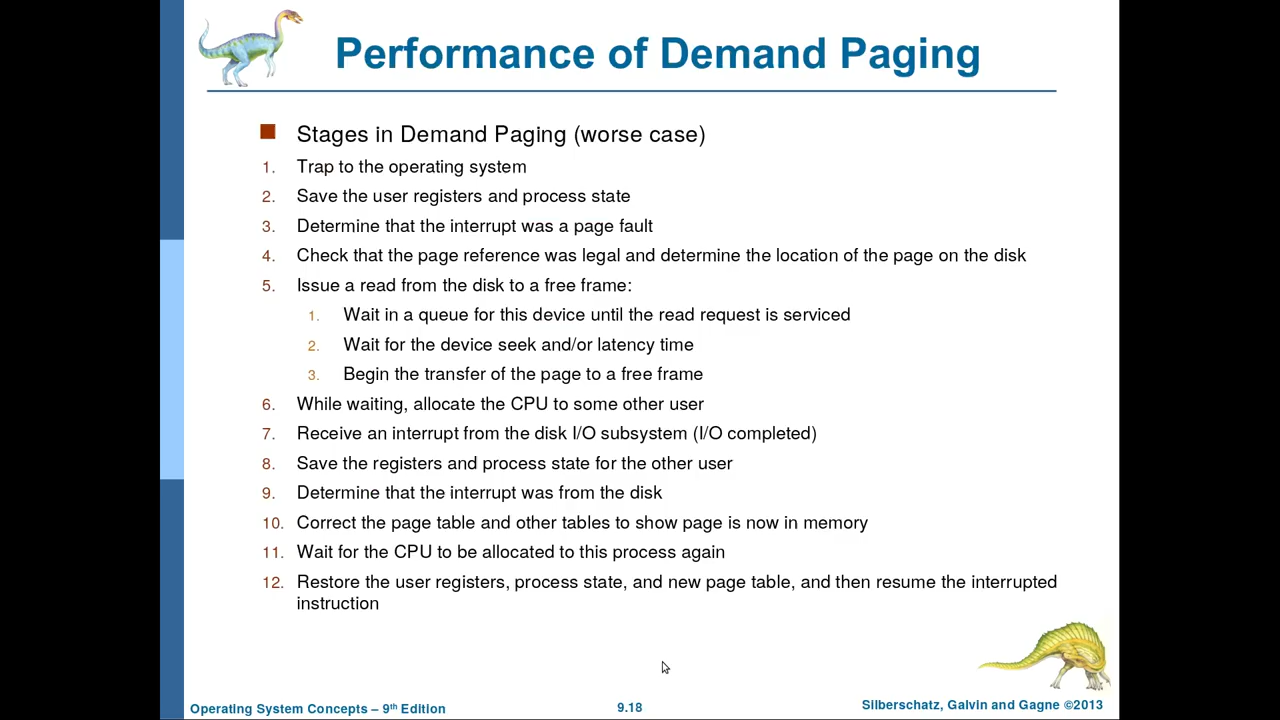 Performance of Demand Paging
Stages in Demand Paging (worse case)
1. Trap to the operating system
2. Save the user registers and process state
3. Determine that the interrupt was a page fault
4. Check that the page reference was legal and determine the location of the page on the disk
5. Issue a read from the disk to a free frame:
1. Wait in a queue for this device until the read request is serviced
2. Wait for the device seek and/or latency time
3. Begin the transfer of the page to a free frame
6. While waiting, allocate the CPU to some other user
7. Receive an interrupt from the disk I/O subsystem (I/O completed)
8. Save the registers and process state for the other user
9. Determine that the interrupt was from the disk
10. Correct the page table and other tables to show page is now in memory
11. Wait for the CPU to be allocated to this process again
12. Restore the user registers, process state, and new page table, and then resume the interrupted
instruction
Operating System Concepts – 9th Edition
9.18
Silberschatz, Galvin and Gagne ©2013